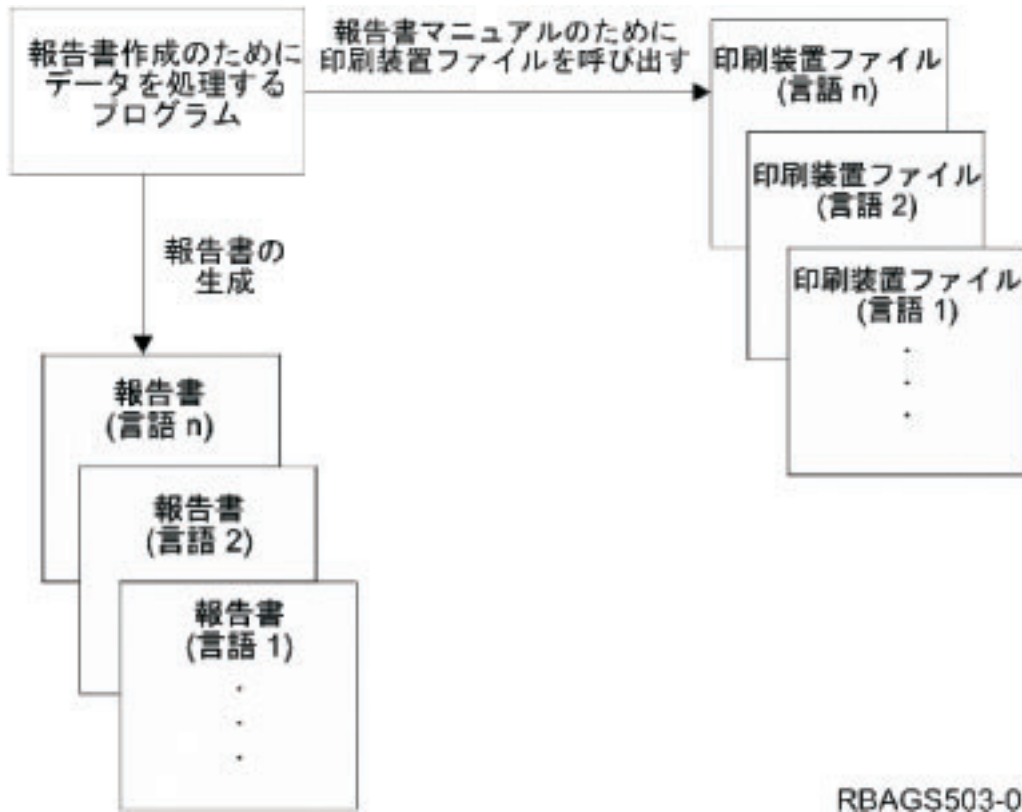 報告書作成のために
データを処理する
プログラム
報告書マニュアルのために
印刷装置ファイルを呼び出す
印刷装置ファイル
(言語 n)
印刷装置ファイル
(言語 2)
印刷装置ファイル
(言語 1)
報告書の
生成
報告書
(言語 n)
報告書
(言語 2)
報告書
(言語 1)
RBAGS503-0